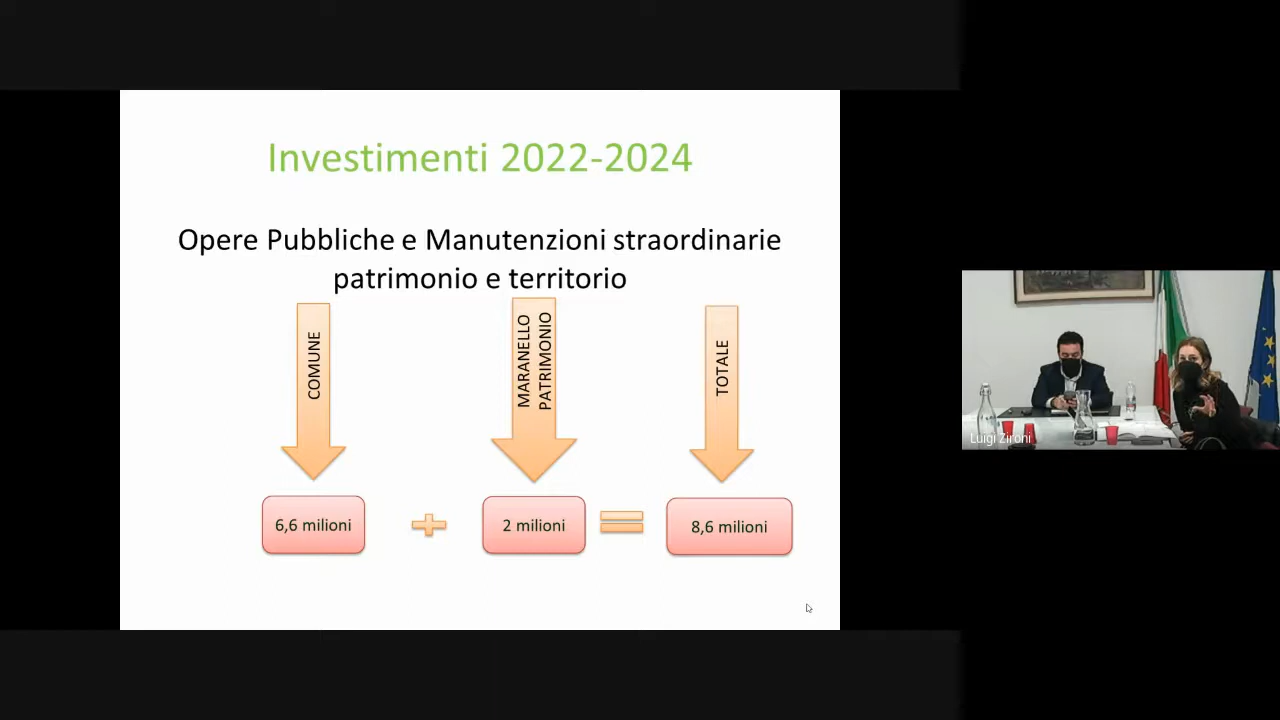 Investimenti 2022-2024
Opere Pubbliche e Manutenzioni straordinarie
patrimonio e territorio
COMUNE
MARANELLO
PATRIMONIO
TOTALE
6,6 milioni
2 milioni
8,6 milioni
Luigi Zironi